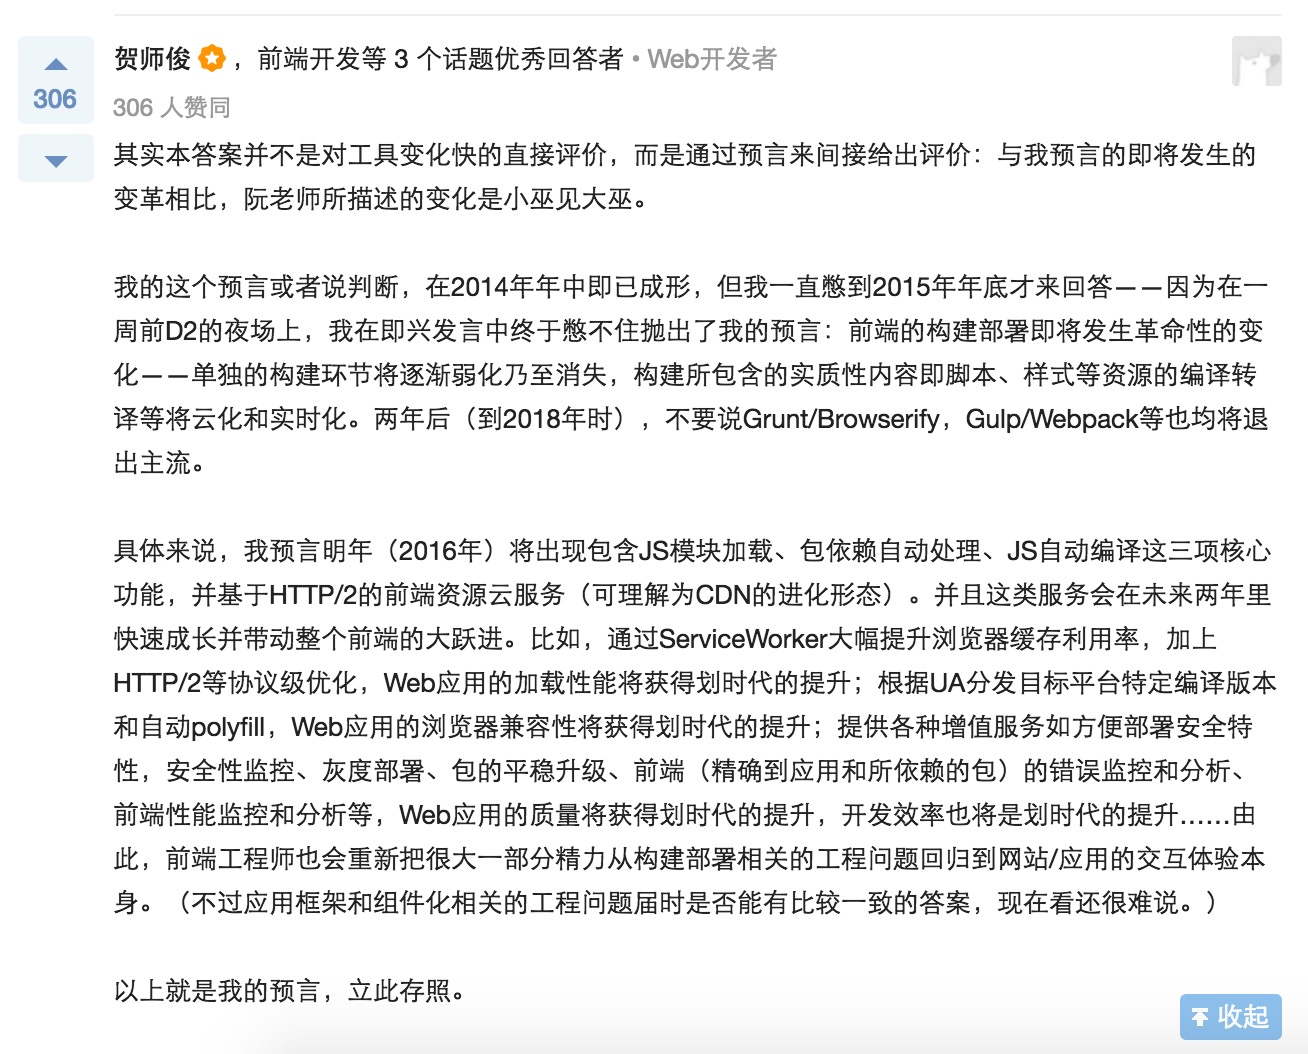 贺师俊 ，前端开发等 3 个话题优秀回答者 • Web开发者
306
306 人赞同
其实本答案并不是对工具变化快的直接评价，而是通过预言来间接给出评价：与我预言的即将发生的
变革相比，阮老师所描述的变化是小巫见大巫。
我的这个预言或者说判断，在2014年年中即已成形，但我一直憋到2015年年底才来回答——因为在一
周前D2的夜场上，我在即兴发言中终于憋不住抛出了我的预言：前端的构建部署即将发生革命性的变
化——单独的构建环节将逐渐弱化乃至消失，构建所包含的实质性内容即脚本、样式等资源的编译转
译等将云化和实时化。两年后（到2018年时），不要说Grunt/Browserify，Gulp/Webpack等也均将退
出主流。
具体来说，我预言明年（2016年）将出现包含JS模块加载、包依赖自动处理、JS自动编译这三项核心
功能，并基于HTTP/2的前端资源云服务（可理解为CDN的进化形态）。并且这类服务会在未来两年里
快速成长并带动整个前端的大跃进。比如，通过ServiceWorker大幅提升浏览器缓存利用率，加上
HTTP/2等协议级优化，Web应用的加载性能将获得划时代的提升；根据UA分发目标平台特定编译版本
和自动polyfill，Web应用的浏览器兼容性将获得划时代的提升；提供各种增值服务如方便部署安全特
性，安全性监控、灰度部署、包的平稳升级、前端（精确到应用和所依赖的包）的错误监控和分析、
前端性能监控和分析等，Web应用的质量将获得划时代的提升，开发效率也将是划时代的提升……由
此，前端工程师也会重新把很大一部分精力从构建部署相关的工程问题回归到网站/应用的交互体验本
身。（不过应用框架和组件化相关的工程问题届时是否能有比较一致的答案，现在看还很难说。）
以上就是我的预言，立此存照。
收起